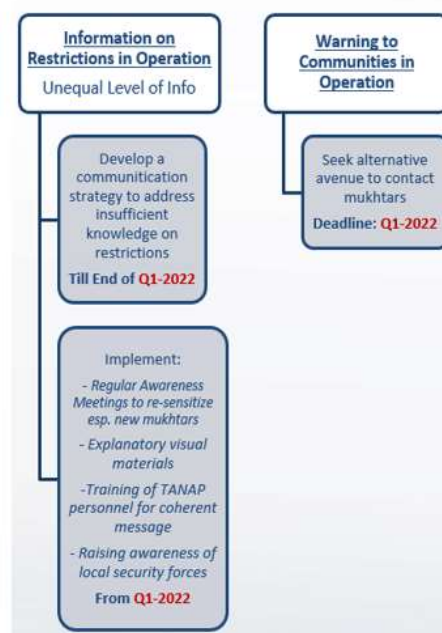 Information on
Restrictions in Operation
Unequal Level of Info
Develop a
communitication
strategy to address
insufficient
knowledge on
restrictions
Till End of Q1-2022
Implement:
- Regular Awareness
Meetings to re-sensitize
esp. new mukhtars
- Explanatory visual
materials
-Training of TANAP
personnel for coherent
message
- Raising awareness of
local security forces
From Q1-2022
Warning to
Communities in
Operation
Seek alternative
avenue to contact
mukhtars
Deadline: Q1-2022